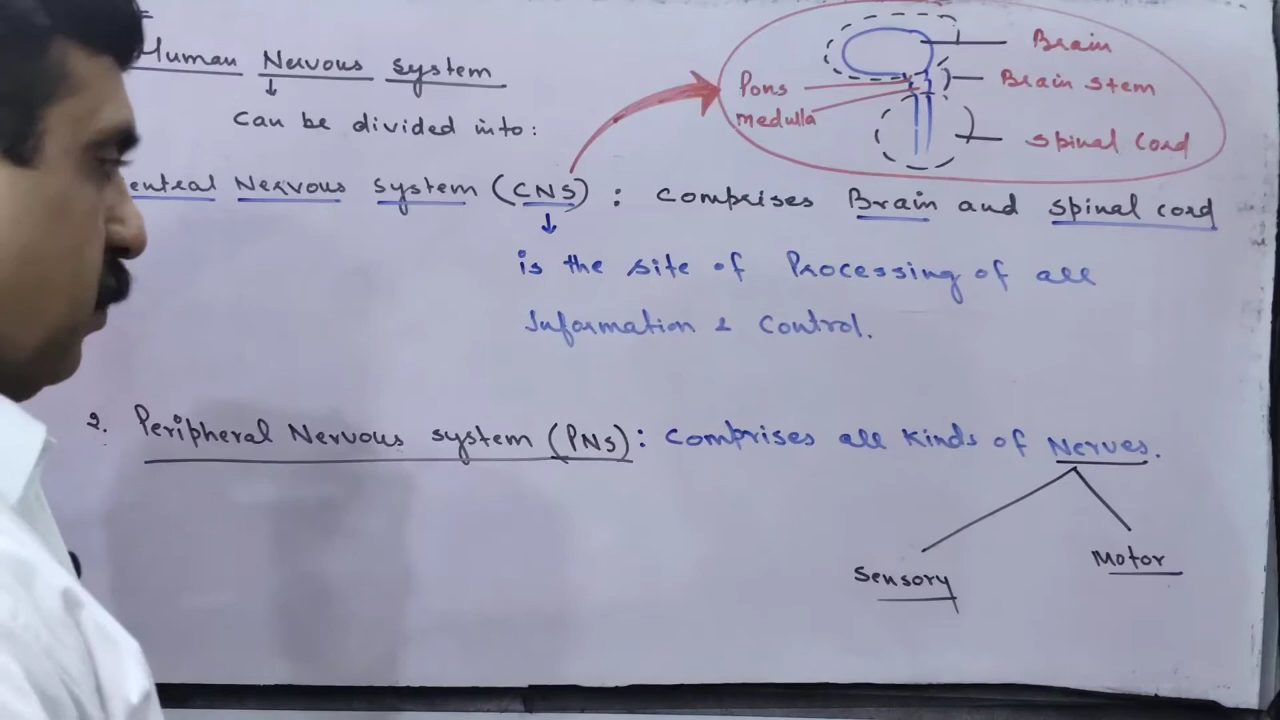 Human Nervous system
Can be divided into:
Brain
Pons
Brain stem
medulla
Spinal Cord
entral Nervous system (CNS) : Comprises Brain and Spinal cord
is the site of Processing of all
Information & Control.
2. Peripheral Nervous system (PNS): Comprises all kinds of Nerves.
Sensory
Motor